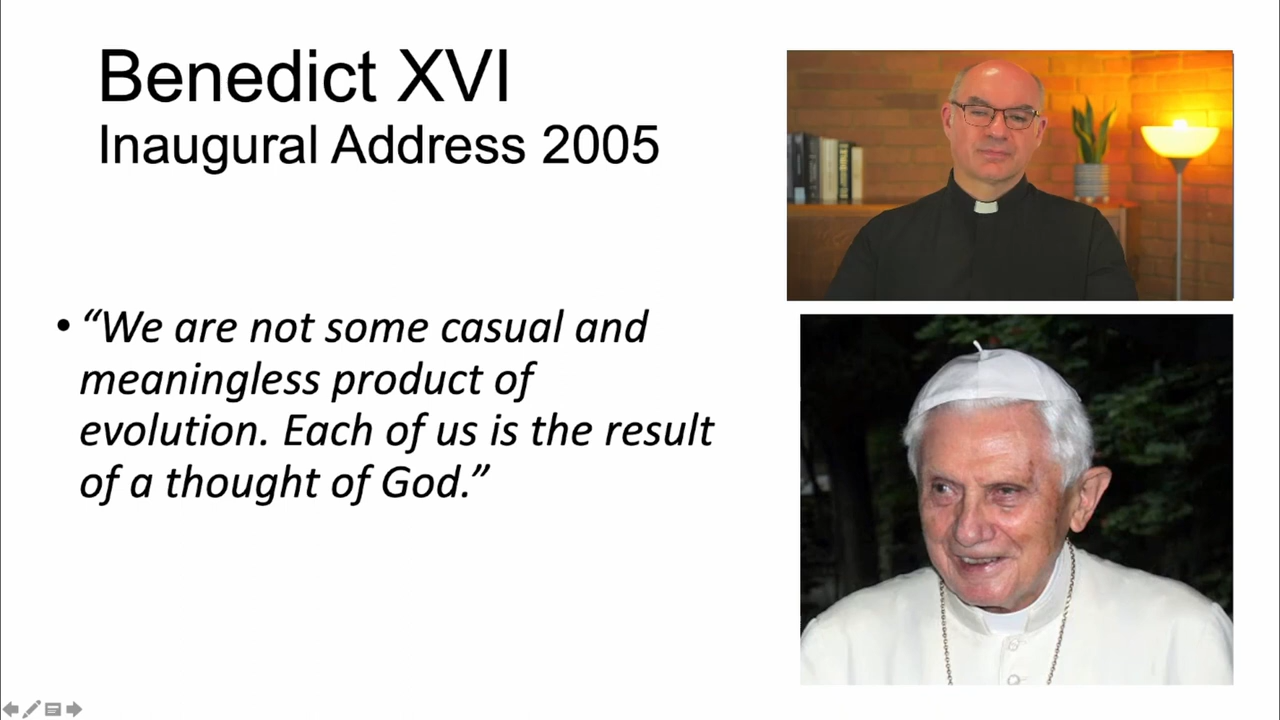 Benedict XVI
Inaugural Address 2005
• “We are not some casual and
meaningless product of
evolution. Each of us is the result
of a thought of God.”